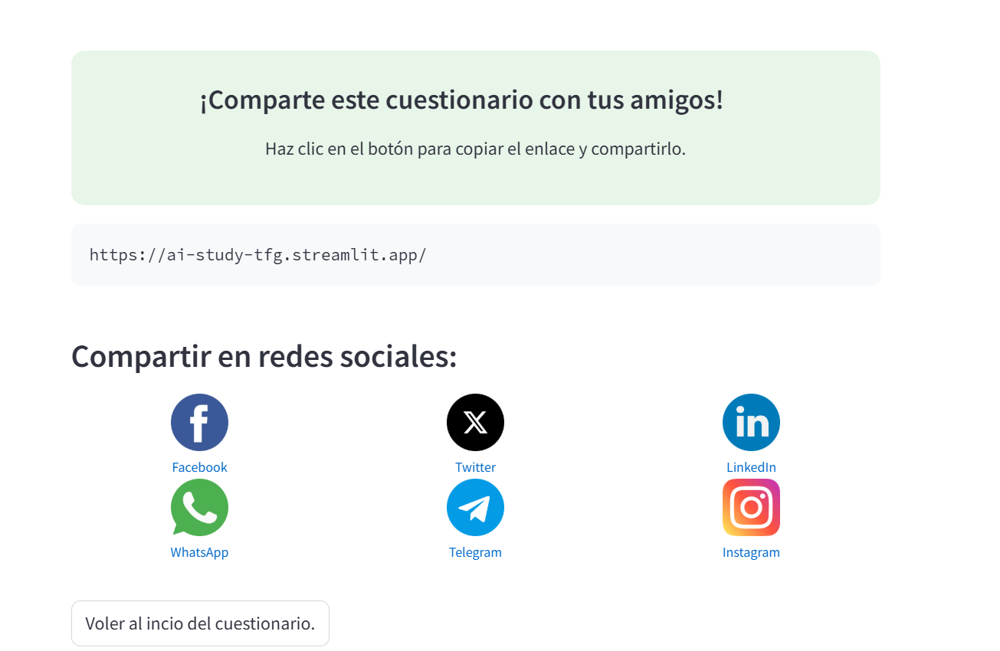 ¡Comparte este cuestionario con tus amigos!
Haz clic en el botón para copiar el enlace y compartirlo.
https://ai-study-tfg.streamlit.app/
Compartir en redes sociales:
Facebook
Twitter
LinkedIn
WhatsApp
Telegram
Instagram
Voler al incio del cuestionario.